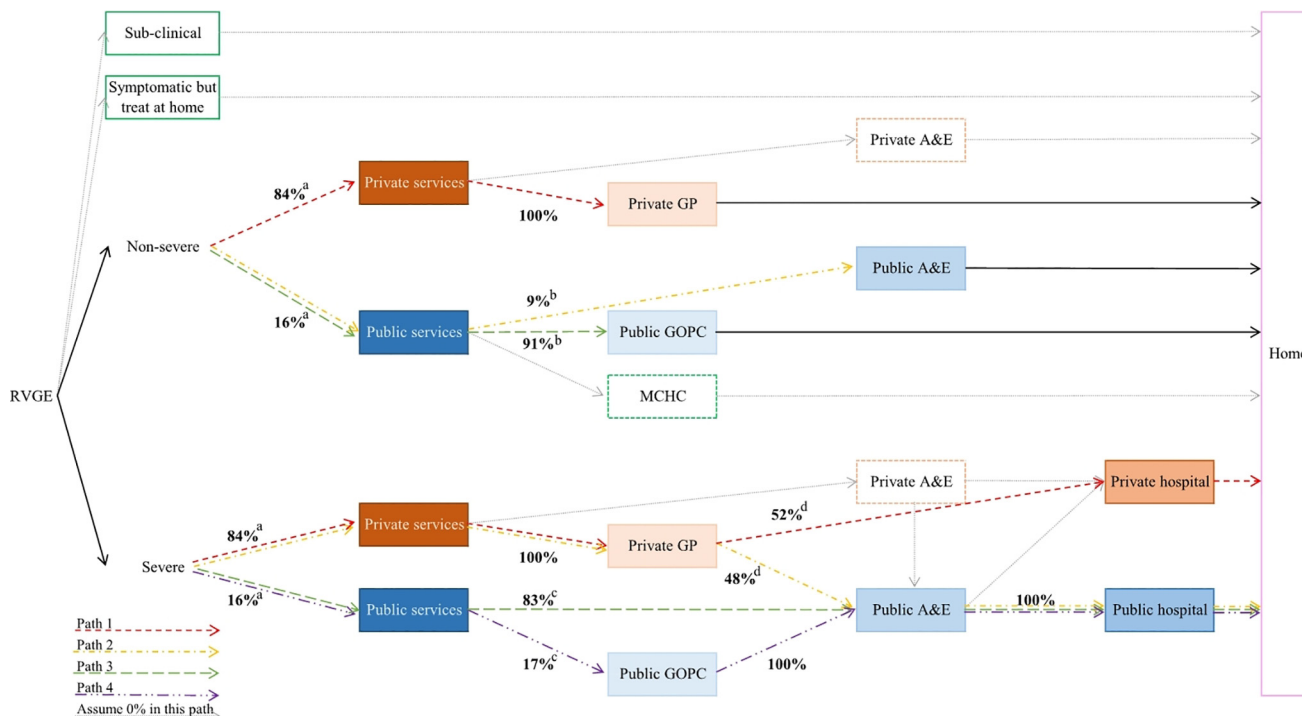 Sub-clinical
Symptomatic but
treat at home
Private A&E
Private services
84%a
100%
Private GP
Non-severe
Public A&E
9%b
16%a
Public services
91%b
Public GOPC
Home
MCHC
RVGE
Private A&E
Private hospital
52%d
Private services
84%a
100%
Private GP
Severe
48%d
16%a
Public services
83%c
Public A&E
100%
Public hospital
17%c
Public GOPC
100%
Path 1
Path 2
Path 3
Path 4
Assume 0% in this path